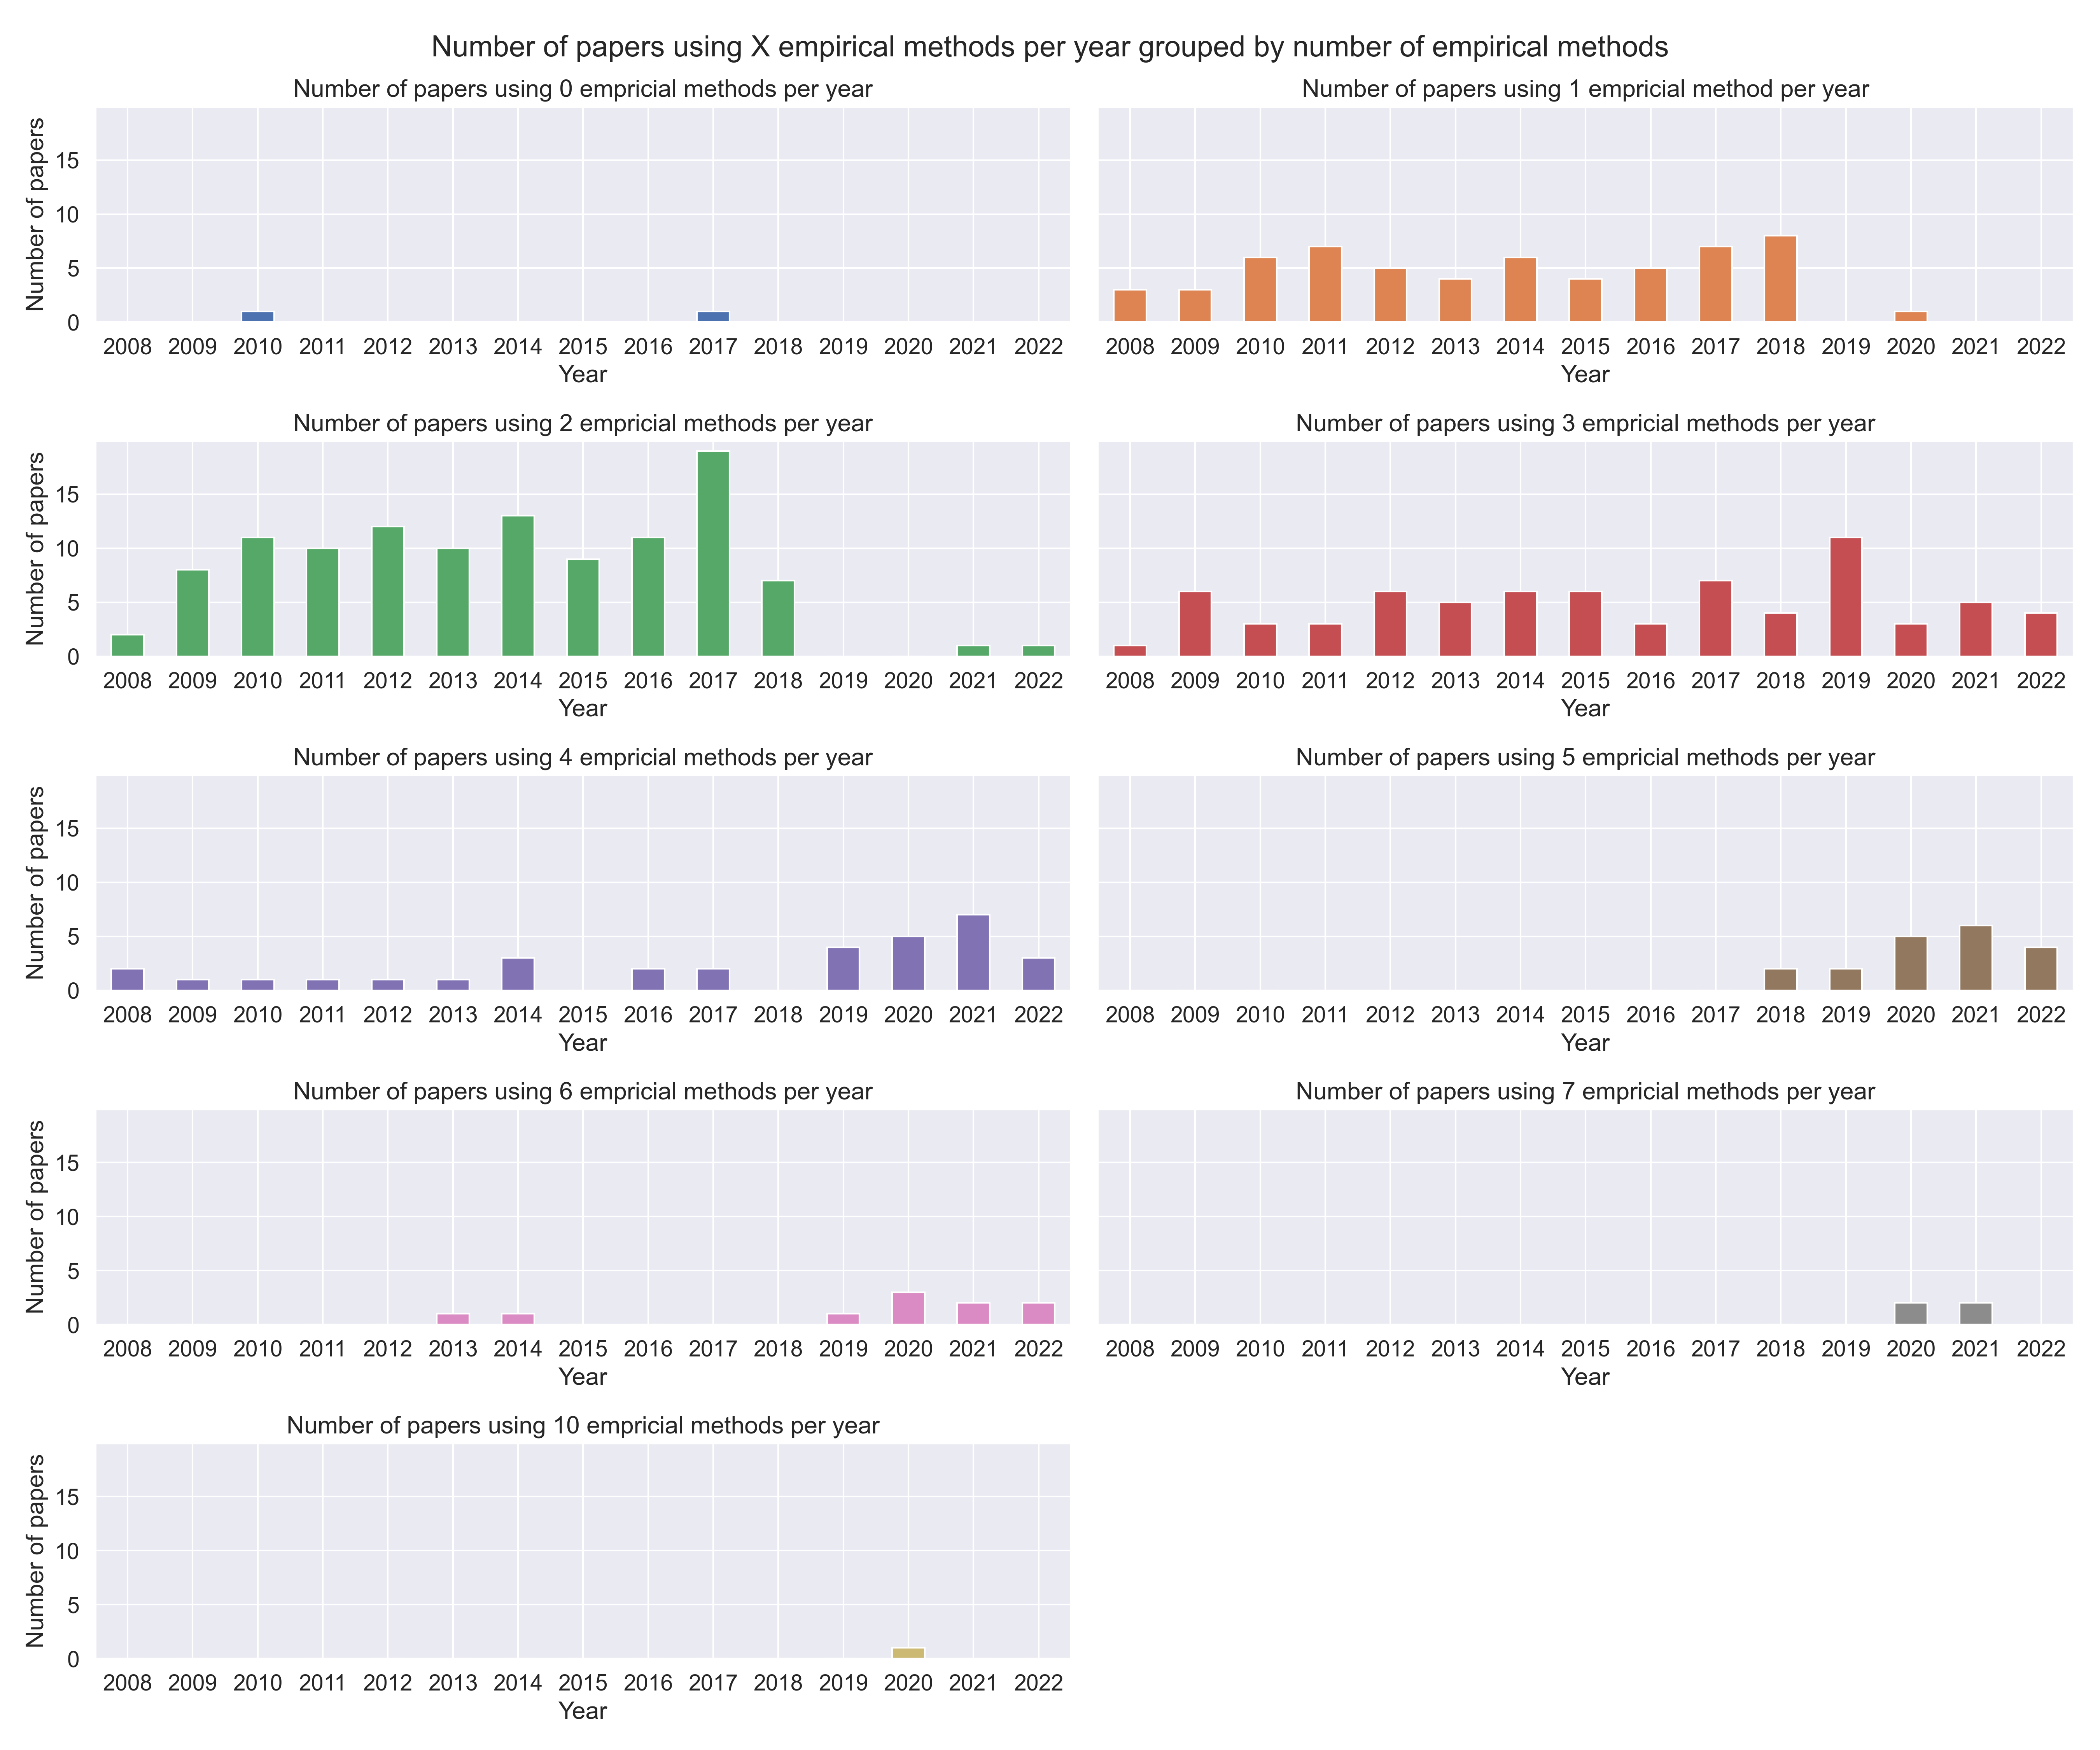 Number of papers using X empirical methods per year grouped by number of empirical methods
Number of papers using 0 empricial methods per year
Number of papers
15
10
5
0
2008 2009 2010 2011 2012 2013 2014 2015 2016 2017 2018 2019 2020 2021 2022
Year
Number of papers using 1 empricial method per year
2008 2009 2010 2011 2012 2013 2014 2015 2016 2017 2018 2019 2020 2021 2022
Year
Number of papers using 2 empricial methods per year
Number of papers
15
10
5
0
2008 2009 2010 2011 2012 2013 2014 2015 2016 2017 2018 2019 2020 2021 2022
Year
Number of papers using 3 empricial methods per year
2008 2009 2010 2011 2012 2013 2014 2015 2016 2017 2018 2019 2020 2021 2022
Year
Number of papers using 4 empricial methods per year
Number of papers
15
10
5
0
2008 2009 2010 2011 2012 2013 2014 2015 2016 2017 2018 2019 2020 2021 2022
Year
Number of papers using 5 empricial methods per year
2008 2009 2010 2011 2012 2013 2014 2015 2016 2017 2018 2019 2020 2021 2022
Year
Number of papers using 6 empricial methods per year
Number of papers
15
10
5
0
2008 2009 2010 2011 2012 2013 2014 2015 2016 2017 2018 2019 2020 2021 2022
Year
Number of papers using 7 empricial methods per year
2008 2009 2010 2011 2012 2013 2014 2015 2016 2017 2018 2019 2020 2021 2022
Year
Number of papers using 10 empricial methods per year
Number of papers
15
10
5
0
2008 2009 2010 2011 2012 2013 2014 2015 2016 2017 2018 2019 2020 2021 2022
Year